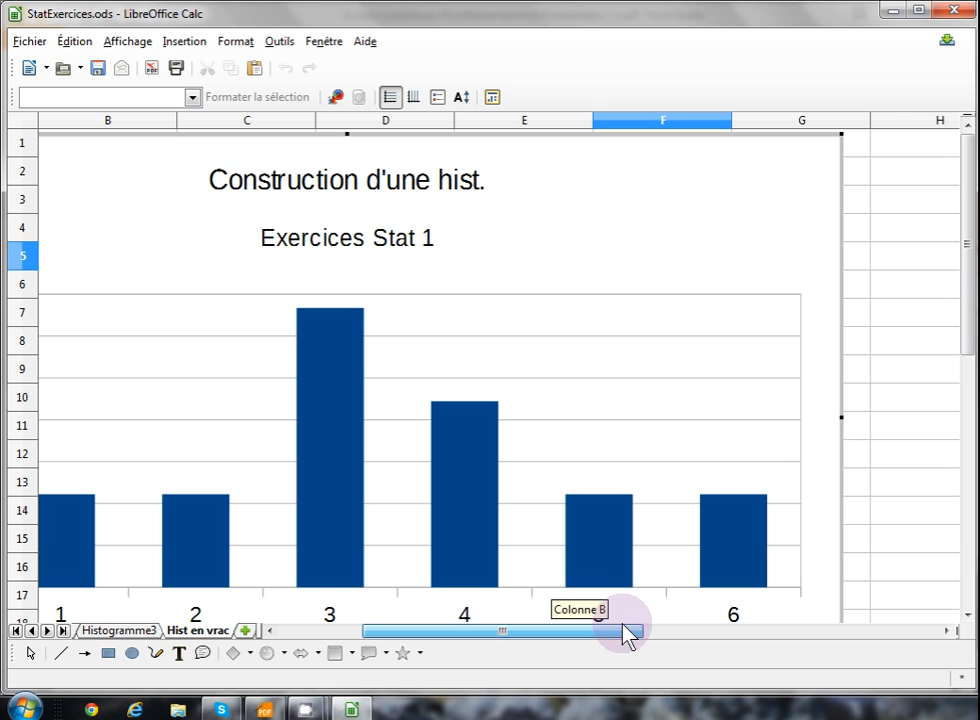 StatExercices.ods - LibreOffice Calc
Fichier Édition Affichage Insertion Format Outils Fenêtre Aide
Formater la sélection
B C D E F G H
1
2
3
4
5
6
7
8
9
10
11
12
13
14
15
16
17
Construction d'une hist.
Exercices Stat 1
1 2 3 4 6
Colonne B
Histogramme3 Hist en vrac